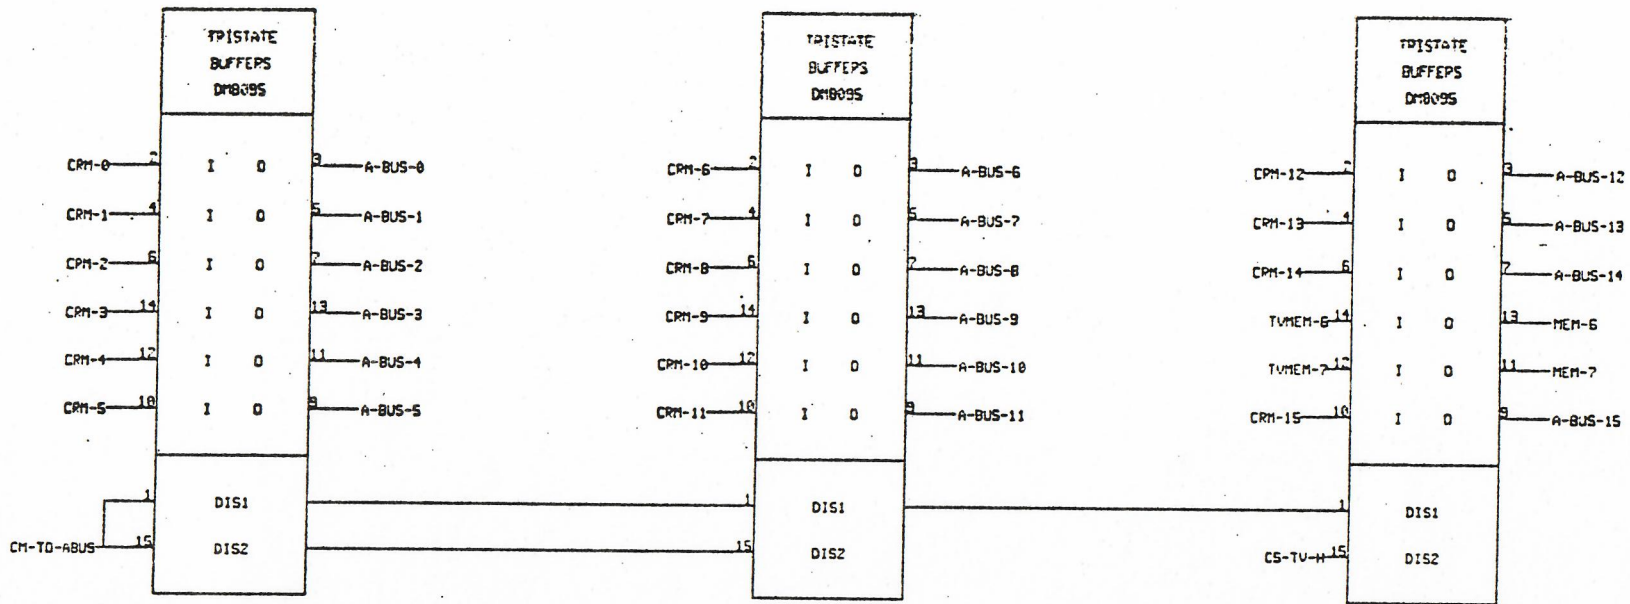 TRISTATE
BUFFERS
DM8095
CRM-0 2 I O 3 A-BUS-0
CRM-1 4 I O 5 A-BUS-1
CRM-2 6 I O 7 A-BUS-2
CRM-3 14 I O 13 A-BUS-3
CRM-4 12 I O 11 A-BUS-4
CRM-5 10 I O 9 A-BUS-5
1 DIS1
CM-TO-ABUS 15 DIS2
TRISTATE
BUFFERS
DM8095
CRM-6 2 I O 3 A-BUS-6
CRM-7 4 I O 5 A-BUS-7
CRM-8 6 I O 7 A-BUS-8
CRM-9 14 I O 13 A-BUS-9
CRM-10 12 I O 11 A-BUS-10
CRM-11 10 I O 9 A-BUS-11
1 DIS1
15 DIS2
TRISTATE
BUFFERS
DM8095
CRM-12 2 I O 3 A-BUS-12
CRM-13 4 I O 5 A-BUS-13
CRM-14 6 I O 7 A-BUS-14
TVMEM-6 14 I O 13 MEM-6
TVMEM-7 12 I O 11 MEM-7
CRM-15 10 I O 9 A-BUS-15
1 DIS1
CS-TV-H 15 DIS2